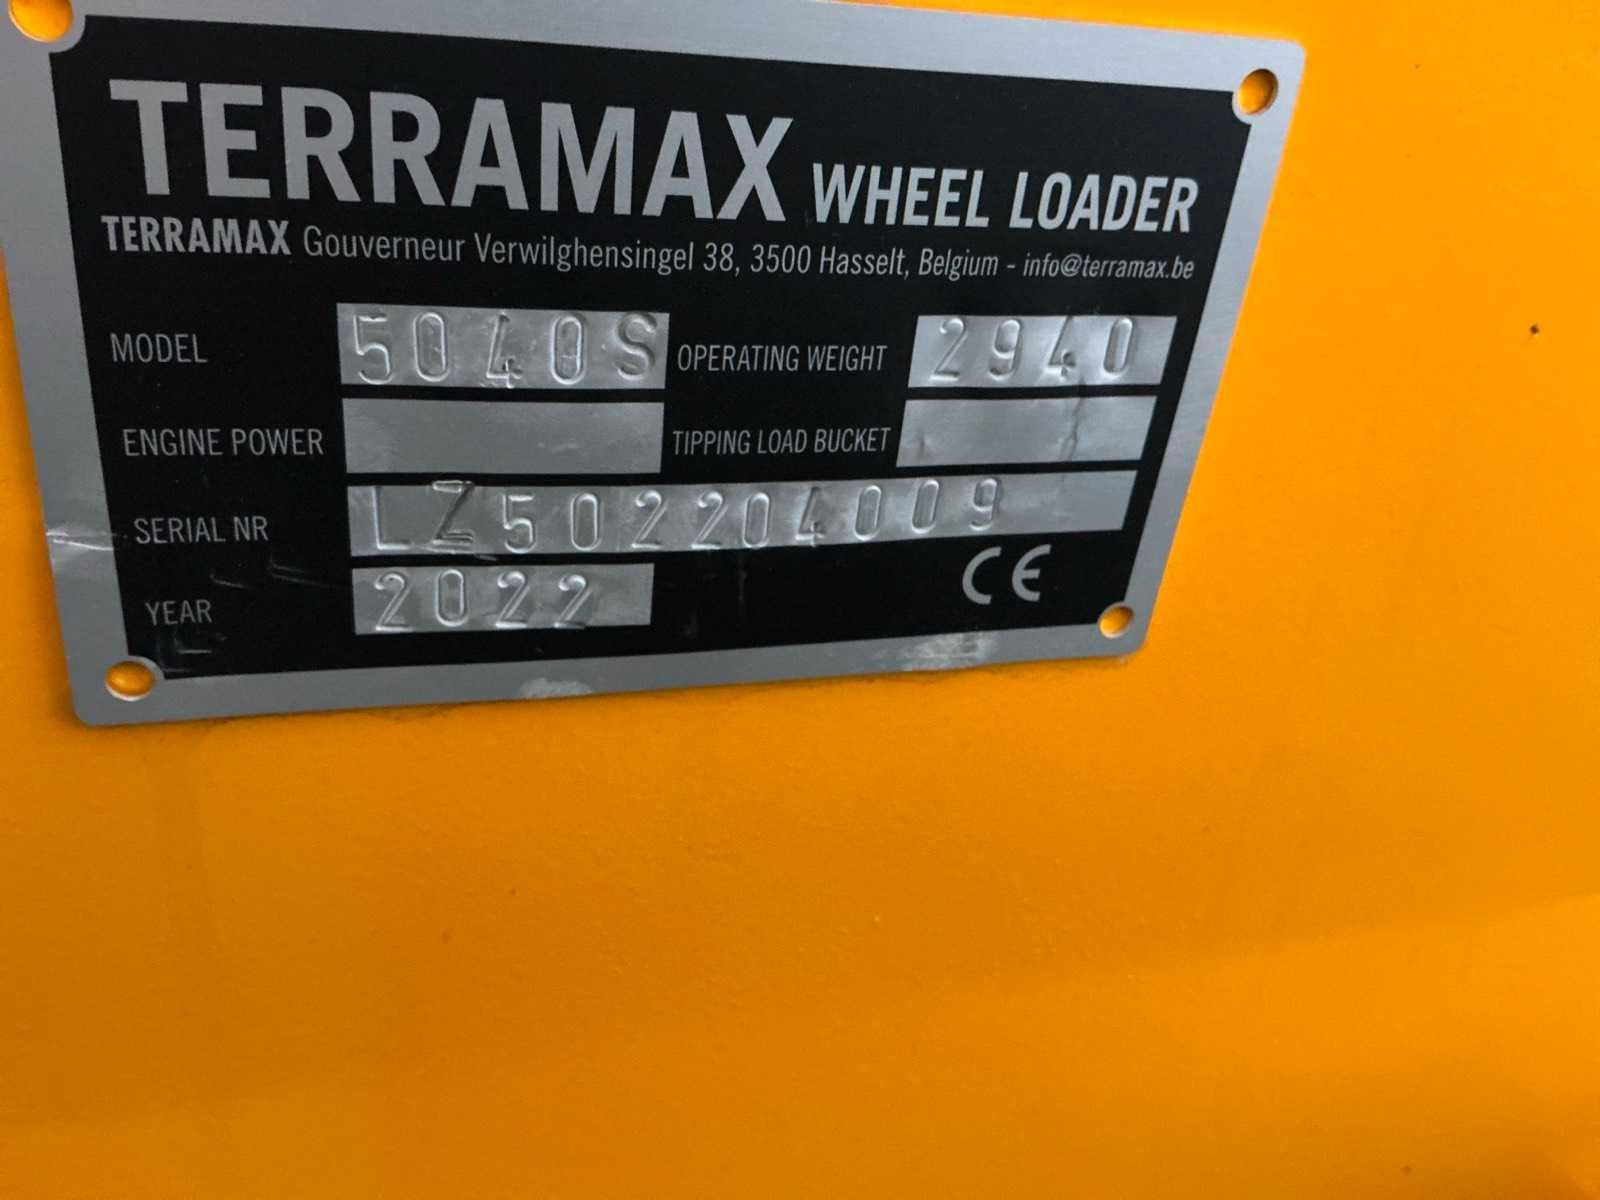 TERRAMAX WHEEL LOADER
TERRAMAX Gouverneur Verwilghensingel 38, 3500 Hasselt, Belgium - info@terramax.be
MODEL 5040S OPERATING WEIGHT 2940
ENGINE POWER TIPPING LOAD BUCKET
SERIAL NR LZ502204009
YEAR 2022 CE